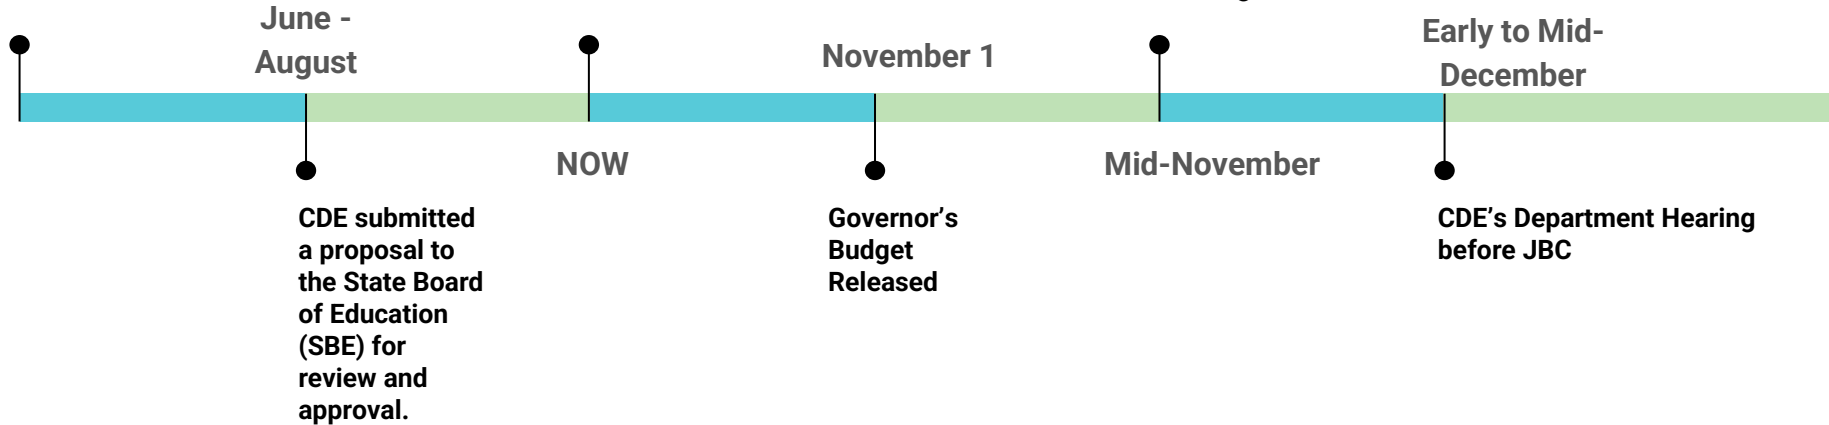 June -
August
November 1
Early to Mid-
December
NOW
Mid-November
CDE submitted
a proposal to
the State Board
of Education
(SBE) for
review and
approval.
Governor’s
Budget
Released
CDE’s Department Hearing
before JBC